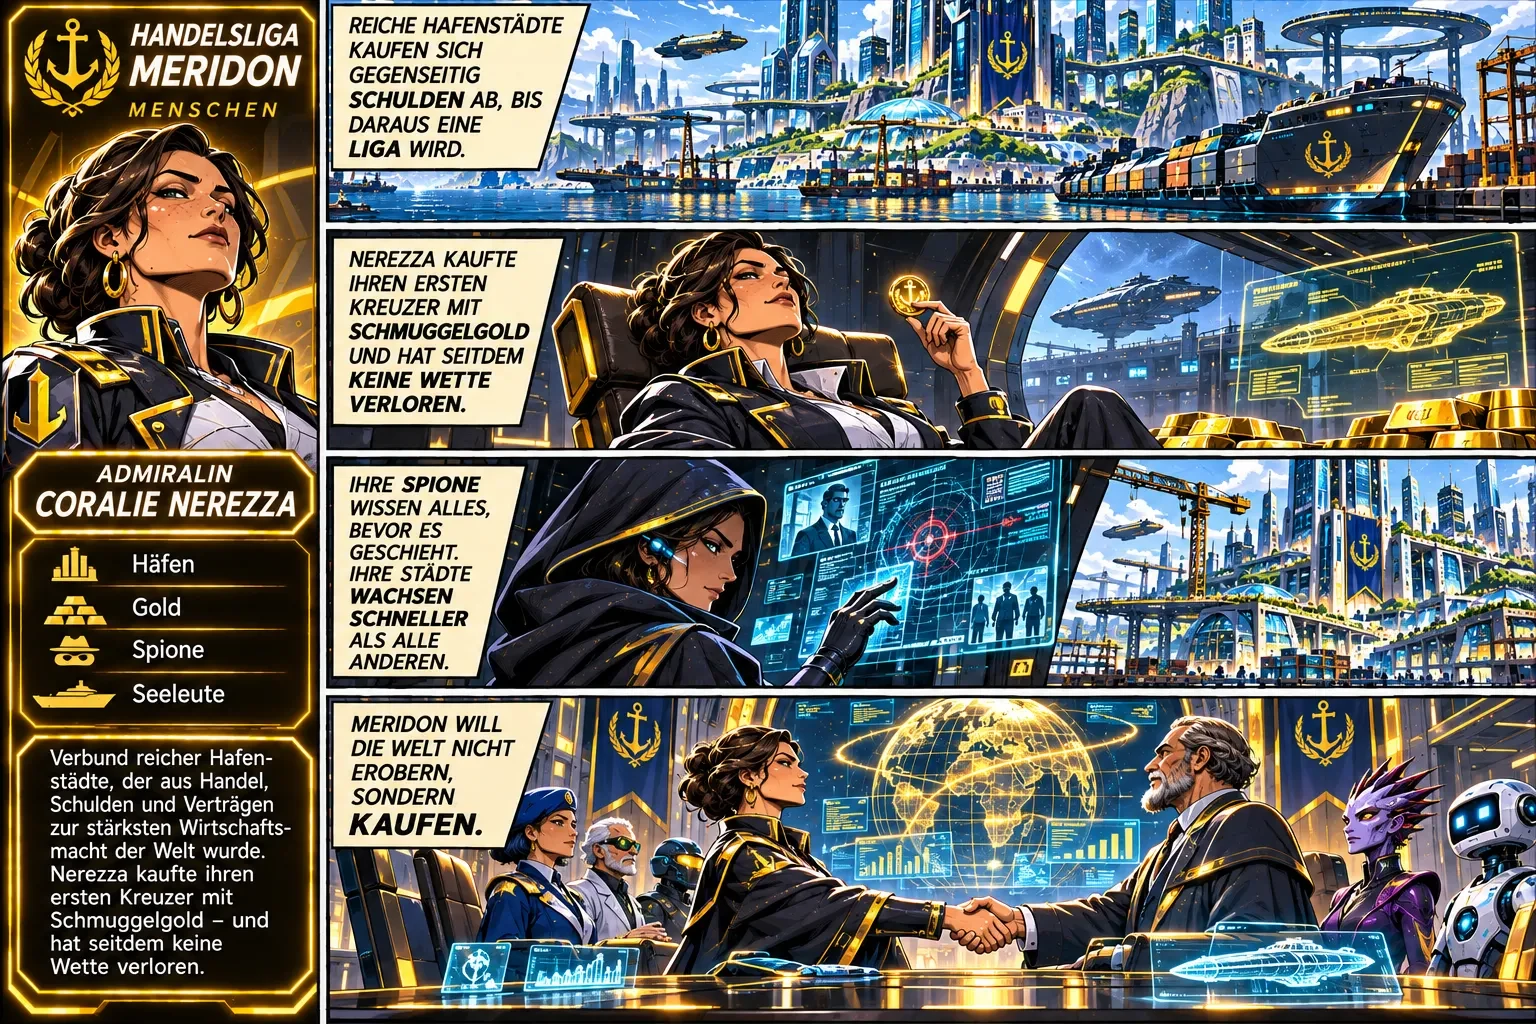 HANDELSLIGA
MERIDON
MENSCHEN
ADMIRALIN
CORALIE NEREZZA
Häfen
Gold
Spione
Seeleute
Verbund reicher Hafen-
städte, der aus Handel,
Schulden und Verträgen
zur stärksten Wirtschafts-
macht der Welt wurde.
Nerezza kaufte ihren
ersten Kreuzer mit
Schmuggelgold – und
hat seitdem keine
Wette verloren.
REICHE HAFENSTÄDTE
KAUFEN SICH
GEGENSEITIG
SCHULDEN AB, BIS
DARAUS EINE
LIGA WIRD.
NEREZZA KAUFTE
IHREN ERSTEN
KREUZER MIT
SCHMUGGELGOLD
UND HAT SEITDEM
KEINE WETTE
VERLOREN.
IHRE SPIONE
WISSEN ALLES,
BEVOR ES
GESCHIEHT.
IHRE STÄDTE
WACHSEN
SCHNELLER
ALS ALLE
ANDEREN.
MERIDON WILL
DIE WELT NICHT
EROBERN,
SONDERN
KAUFEN.